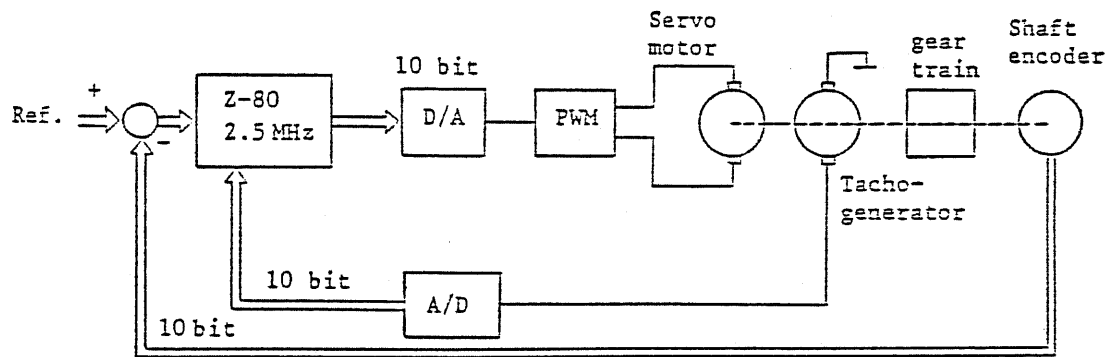 Servo
motor
gear
train
Shaft
encoder
10 bit
Ref.
+
-
Z-80
2.5 MHz
D/A
PWM
Tacho-
generator
10 bit
A/D
10 bit